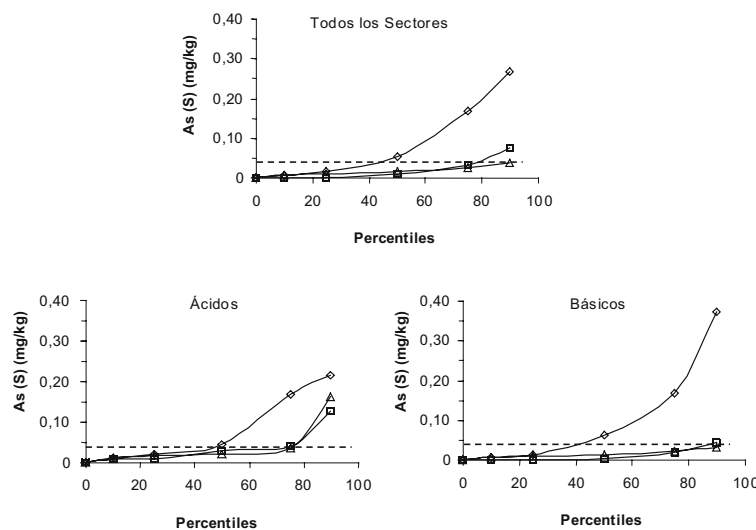 Todos los Sectores
As (S) (mg/kg)
0,40
0,30
0,20
0,10
0
0 20 40 60 80 100
Percentiles
Ácidos
As (S) (mg/kg)
0,40
0,30
0,20
0,10
0
0 20 40 60 80 100
Percentiles
Básicos
As (S) (mg/kg)
0,40
0,30
0,20
0,10
0
0 20 40 60 80 100
Percentiles